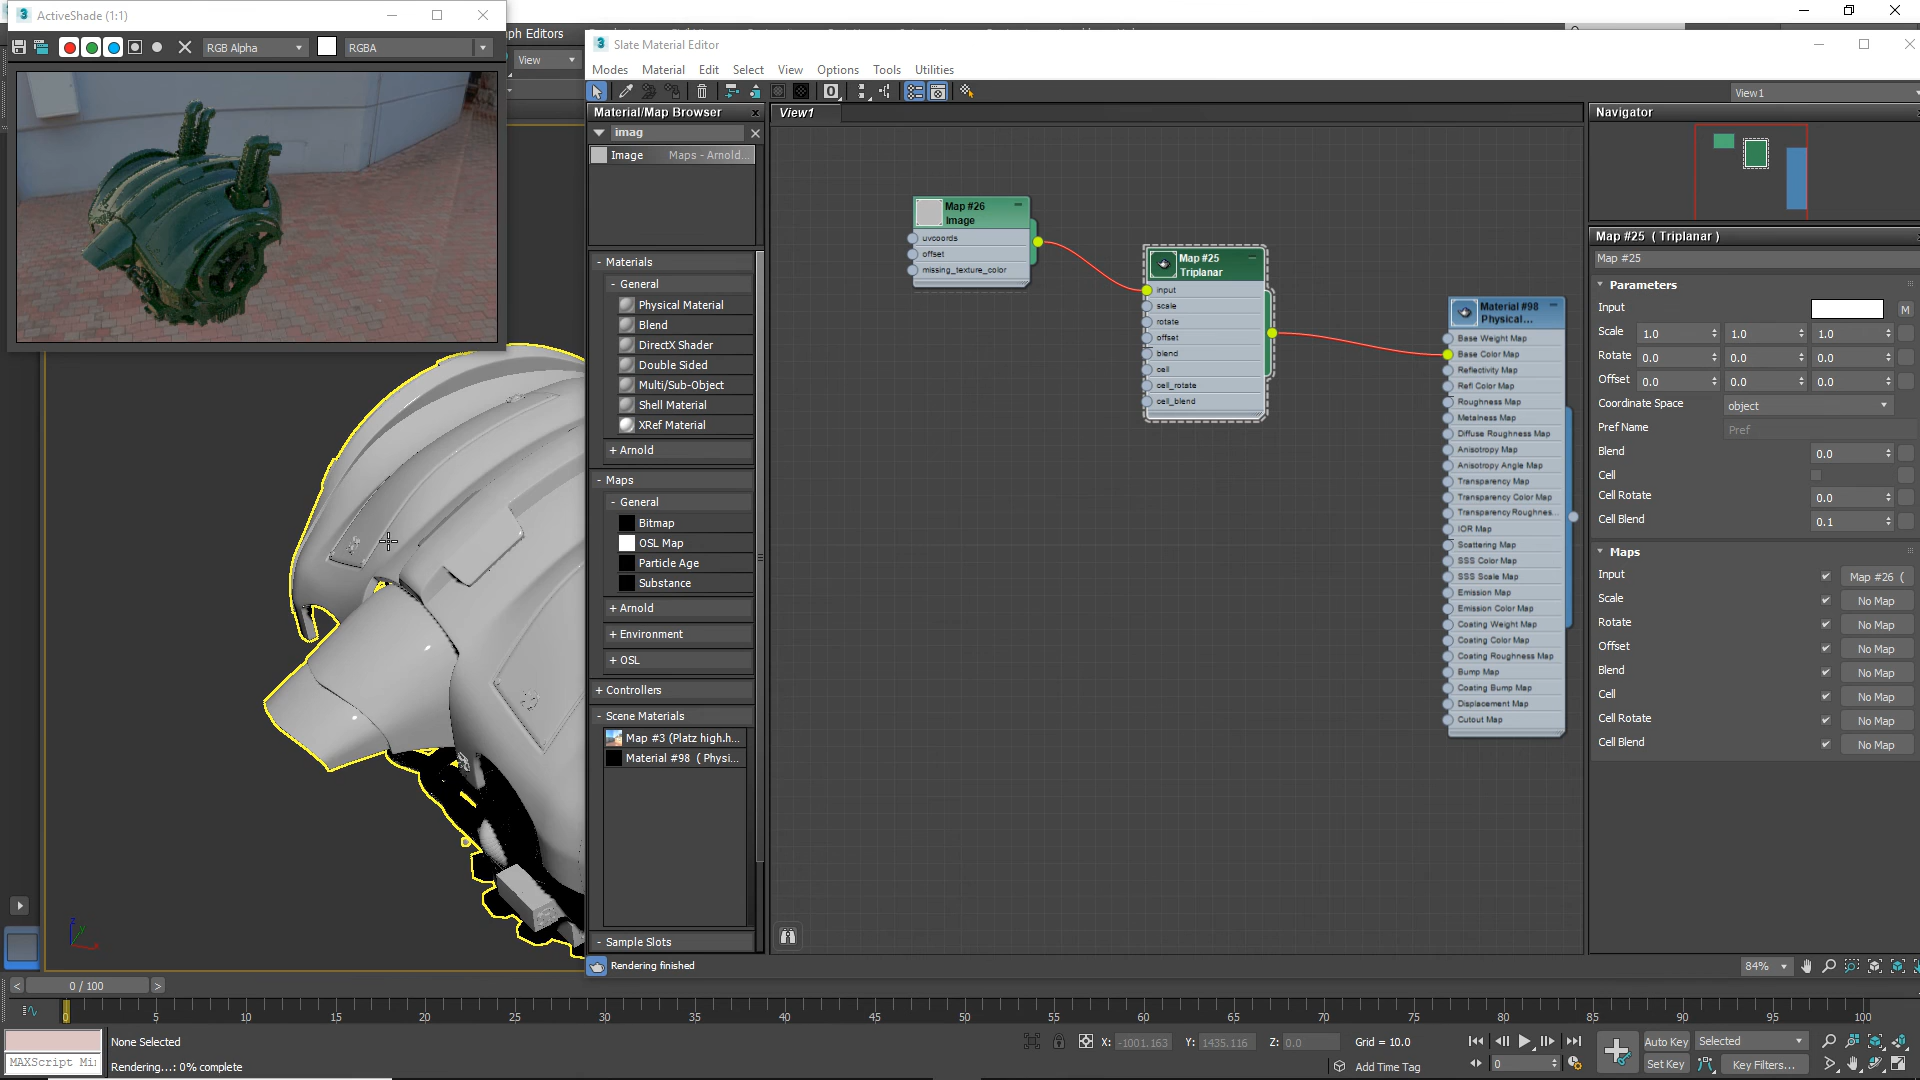 ActiveShade (1:1)
RGB Alpha
RGBA
ph Editors
View
Slate Material Editor
Modes Material Edit Select View Options Tools Utilities
View1
Material/Map Browser
imag
Image Maps - Arnold...
- Materials
- General
Physical Material
Blend
DirectX Shader
Double Sided
Multi/Sub-Object
Shell Material
XRef Material
+ Arnold
- Maps
- General
Bitmap
OSL Map
Particle Age
Substance
+ Arnold
+ Environment
+ OSL
+ Controllers
- Scene Materials
Map #3 (Platz high.h...
Material #98 ( Physi...
- Sample Slots
Rendering finished
View1
Map #26
Image
uvcoords
offset
missing_texture_color
Map #25
Triplanar
input
scale
rotate
offset
blend
cell
cell_rotate
cell_blend
Material #98
Physical...
Base Weight Map
Base Color Map
Reflectivity Map
Refl Color Map
Roughness Map
Metalness Map
Diffuse Roughness Map
Anisotropy Map
Anisotropy Angle Map
Transparency Map
Transparency Color Map
Transparency Roughnes...
IOR Map
Scattering Map
SSS Color Map
SSS Scale Map
Emission Map
Emission Color Map
Coating Weight Map
Coating Color Map
Coating Roughness Map
Bump Map
Coating Bump Map
Displacement Map
Cutout Map
Navigator
Map #25 ( Triplanar )
Map #25
Parameters
Input M
Scale 1.0 1.0 1.0
Rotate 0.0 0.0 0.0
Offset 0.0 0.0 0.0
Coordinate Space object
Pref Name Pref
Blend 0.0
Cell
Cell Rotate 0.0
Cell Blend 0.1
Maps
Input Map #26 (
Scale No Map
Rotate No Map
Offset No Map
Blend No Map
Cell No Map
Cell Rotate No Map
Cell Blend No Map
84%
< 0 / 100 >
0 5 10 15 20 25 30 35 40 45 50 55 60 65 70 75 80 85 90 95 100
None Selected
X: -1001.163 Y: 1435.116 Z: 0.0 Grid = 10.0
Auto Key Selected
MAXScript Mi
Rendering...: 0% complete
Add Time Tag
0
Set Key Key Filters...